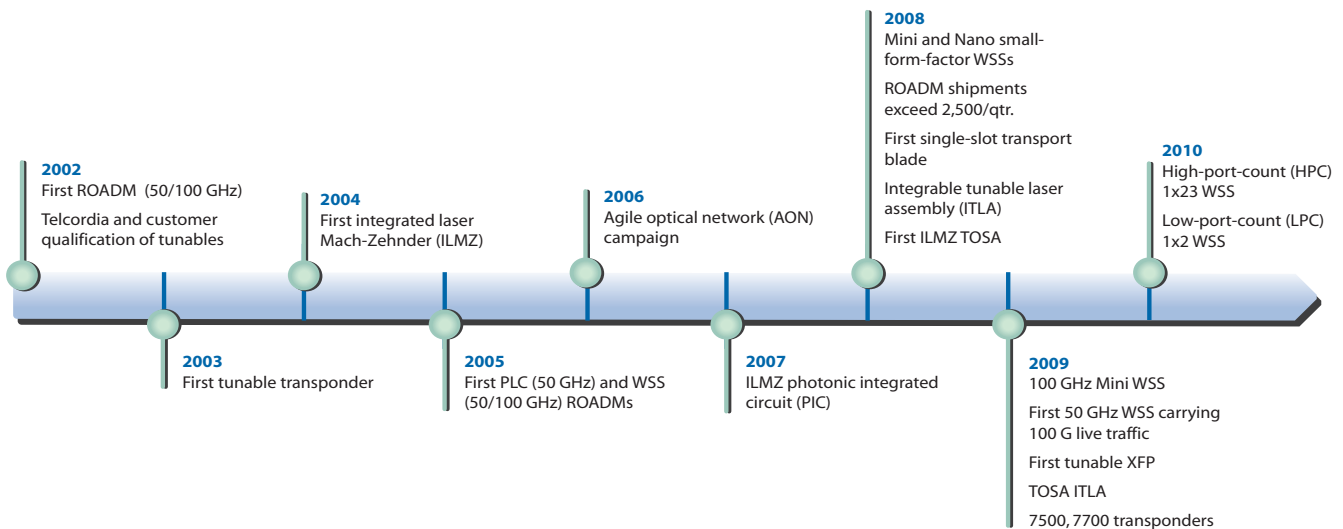 2002
First ROADM (50/100 GHz)
Telcordia and customer
qualification of tunables
2003
First tunable transponder
2004
First integrated laser
Mach-Zehnder (ILMZ)
2005
First PLC (50 GHz) and WSS
(50/100 GHz) ROADMs
2006
Agile optical network (AON)
campaign
2007
ILMZ photonic integrated
circuit (PIC)
2008
Mini and Nano small-
form-factor WSSs
ROADM shipments
exceed 2,500/qtr.
First single-slot transport
blade
Integrable tunable laser
assembly (ITLA)
First ILMZ TOSA
2009
100 GHz Mini WSS
First 50 GHz WSS carrying
100 G live traffic
First tunable XFP
TOSA ITLA
7500, 7700 transponders
2010
High-port-count (HPC)
1x23 WSS
Low-port-count (LPC)
1x2 WSS